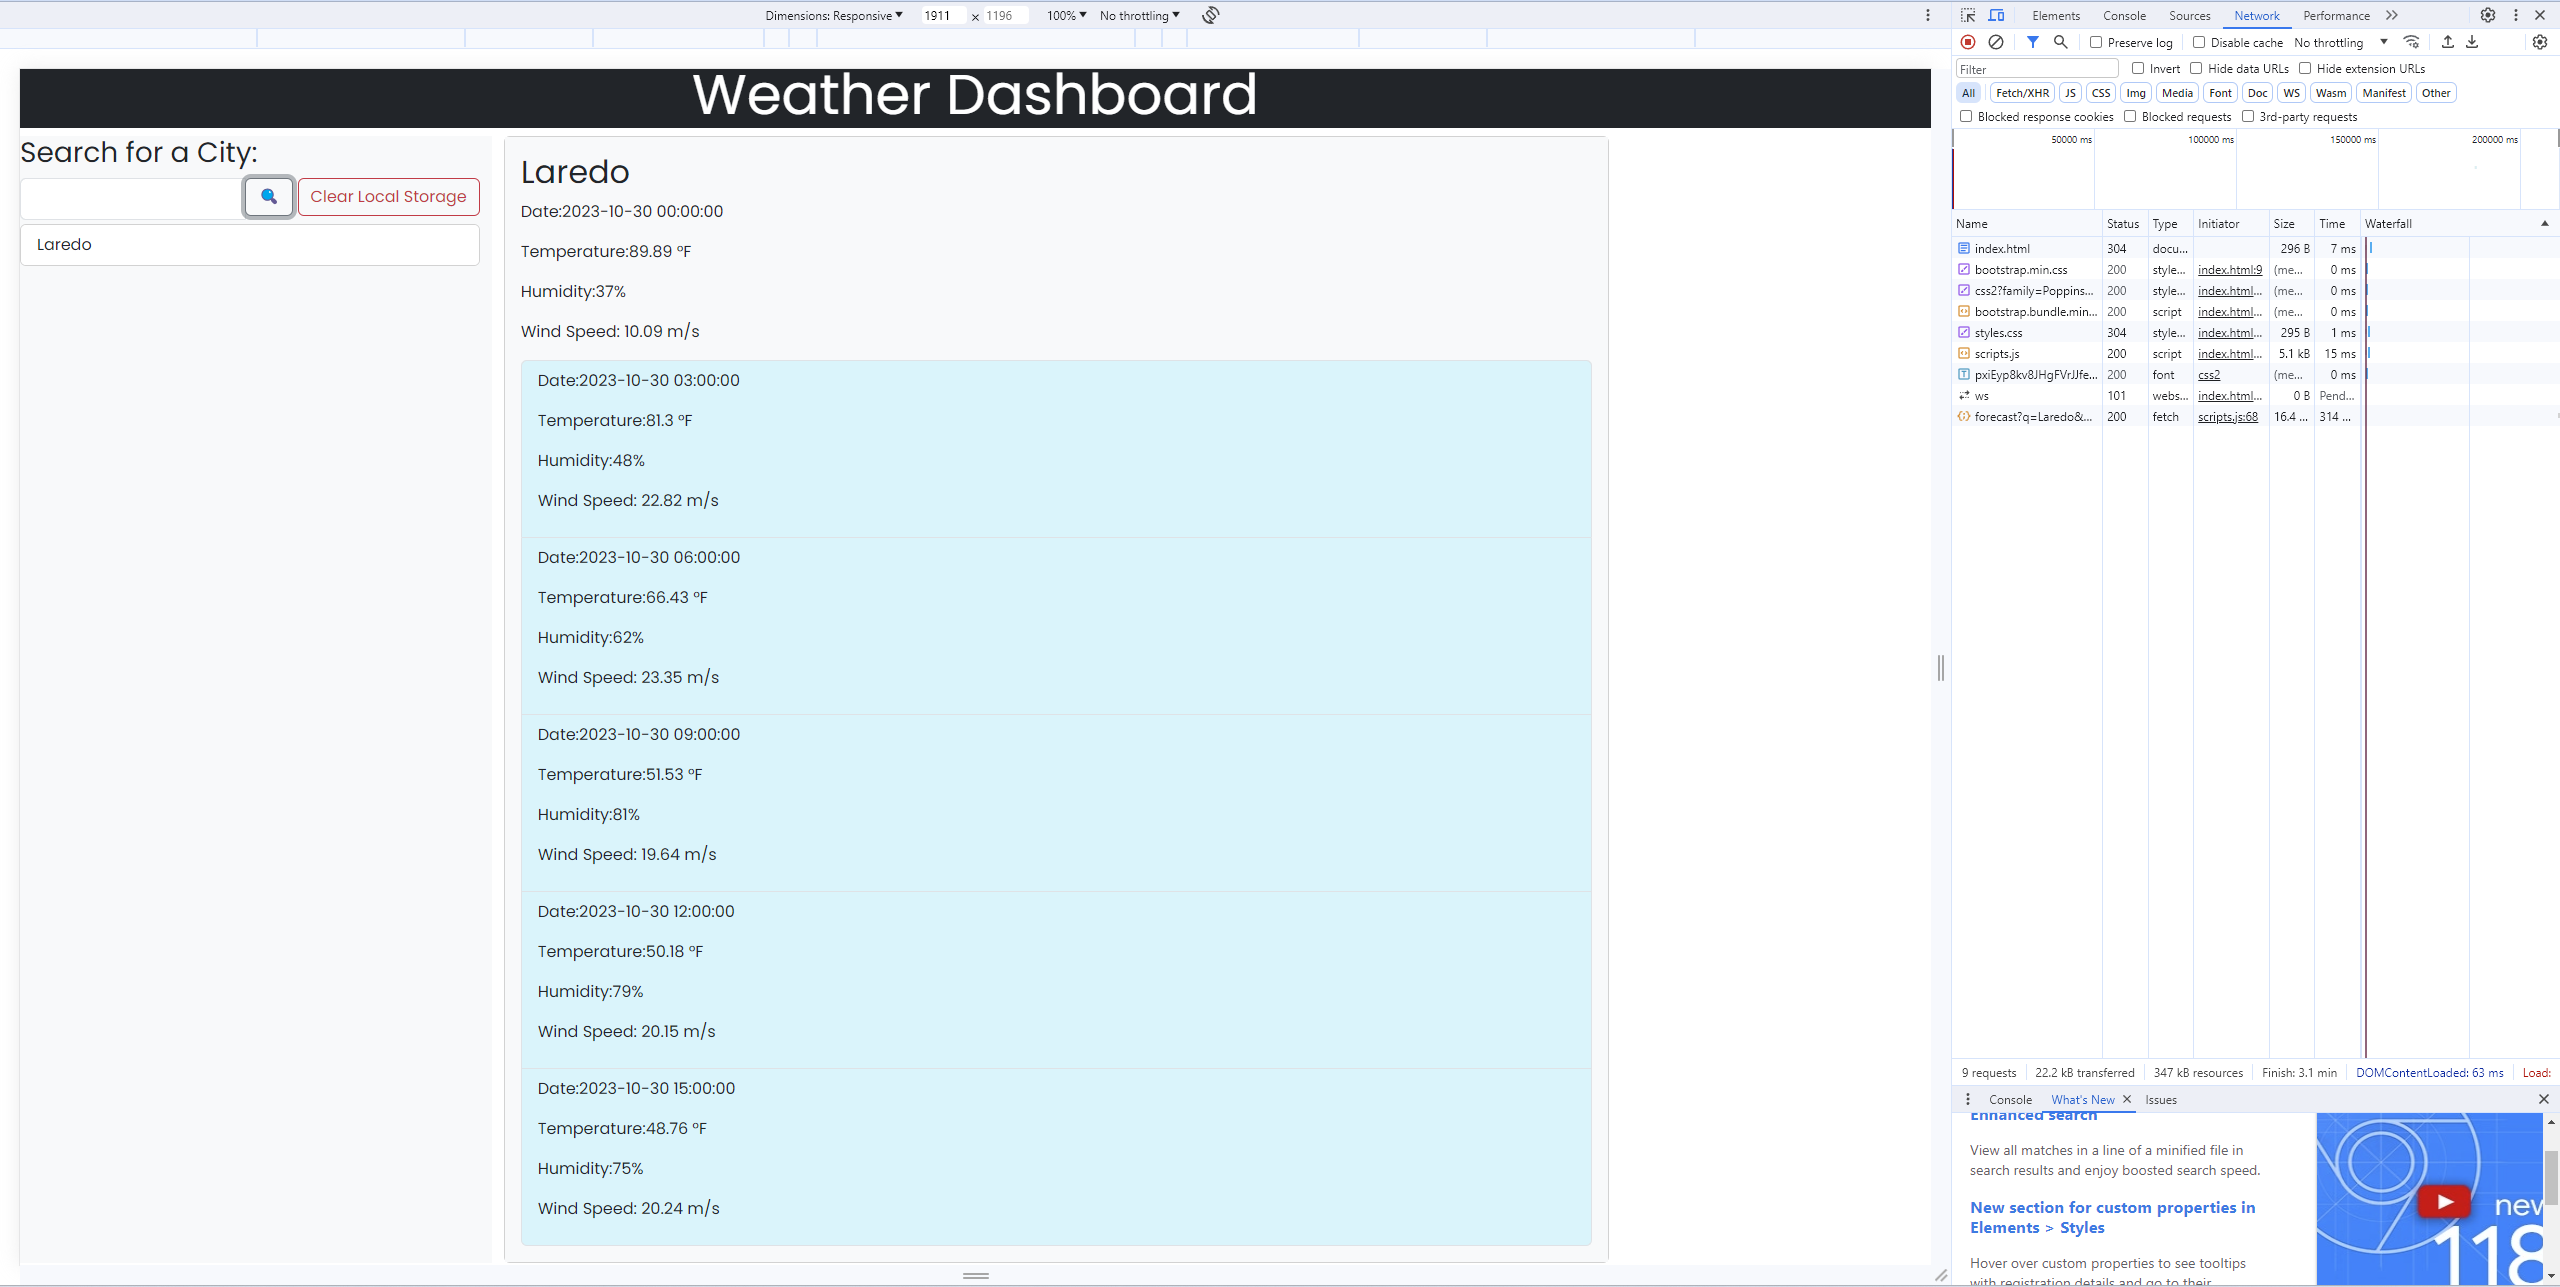 Dimensions: Responsive 1911 × 1196 100% No throttling
Weather Dashboard
Search for a City:
Clear Local Storage
Laredo
Laredo
Date:2023-10-30 00:00:00
Temperature:89.89 °F
Humidity:37%
Wind Speed: 10.09 m/s
Date:2023-10-30 03:00:00
Temperature:81.3 °F
Humidity:48%
Wind Speed: 22.82 m/s
Date:2023-10-30 06:00:00
Temperature:66.43 °F
Humidity:62%
Wind Speed: 23.35 m/s
Date:2023-10-30 09:00:00
Temperature:51.53 °F
Humidity:81%
Wind Speed: 19.64 m/s
Date:2023-10-30 12:00:00
Temperature:50.18 °F
Humidity:79%
Wind Speed: 20.15 m/s
Date:2023-10-30 15:00:00
Temperature:48.76 °F
Humidity:75%
Wind Speed: 20.24 m/s
Elements Console Sources Network Performance
Preserve log Disable cache No throttling
Filter Invert Hide data URLs Hide extension URLs
All Fetch/XHR JS CSS Img Media Font Doc WS Wasm Manifest Other
Blocked response cookies Blocked requests 3rd-party requests
50000 ms 100000 ms 150000 ms 200000 ms
Name Status Type Initiator Size Time Waterfall
index.html 304 docu... 296 B 7 ms
bootstrap.min.css 200 style... index.html:9 (me... 0 ms
css2?family=Poppins... 200 style... index.html... (me... 0 ms
bootstrap.bundle.min... 200 script index.html... (me... 0 ms
styles.css 304 style... index.html... 295 B 1 ms
scripts.js 200 script index.html... 5.1 kB 15 ms
pxiEyp8kv8JHgFVrJJfe... 200 font css2 (me... 0 ms
ws 101 webs... index.html... 0 B Pend...
forecast?q=Laredo&... 200 fetch scripts.js:68 16.4 ... 314 ...
9 requests 22.2 kB transferred 347 kB resources Finish: 3.1 min DOMContentLoaded: 63 ms Load:
Console What's New Issues
Enhanced search
View all matches in a line of a minified file in
search results and enjoy boosted search speed.
New section for custom properties in
Elements > Styles
Hover over custom properties to see tooltips
with registration details and go to their
new
118